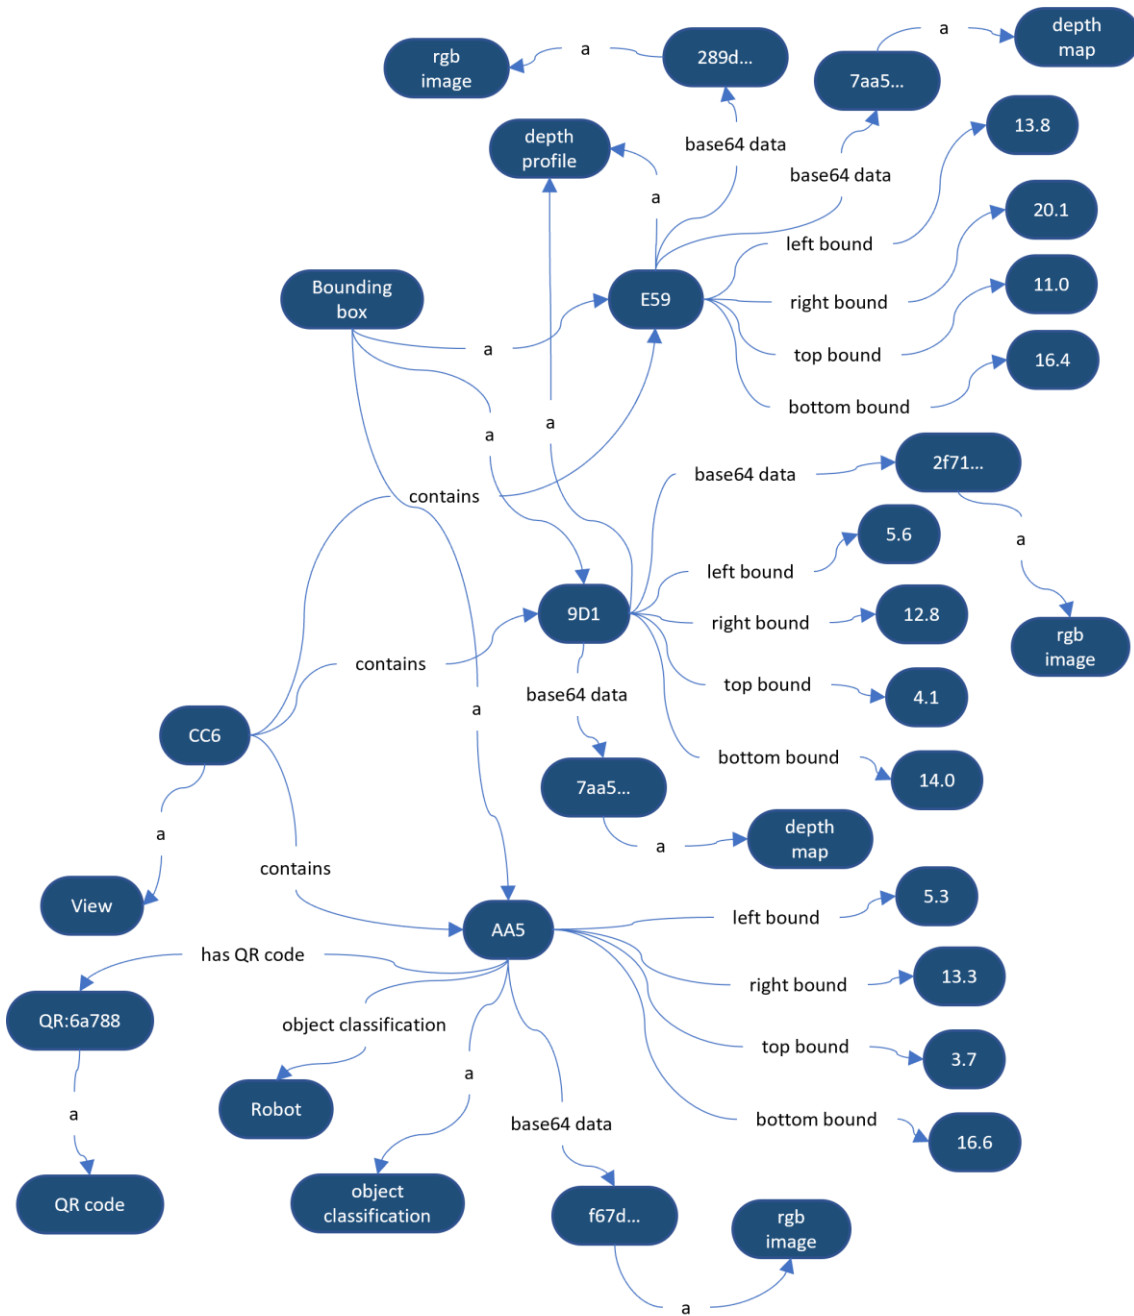 rgb
image
a
289d...
a
depth
map
7aa5...
depth
profile
base64 data
13.8
base64 data
a
20.1
left bound
Bounding
box
E59
right bound
11.0
a
top bound
16.4
bottom bound
a
a
base64 data
2f71...
contains
5.6
a
left bound
9D1
right bound
12.8
rgb
image
contains
top bound
4.1
base64 data
a
CC6
bottom bound
14.0
7aa5...
a
depth
map
a
contains
5.3
View
left bound
AA5
has QR code
13.3
right bound
QR:6a788
object classification
top bound
3.7
a
Robot
a
base64 data
bottom bound
16.6
QR code
object
classification
f67d...
rgb
image
a